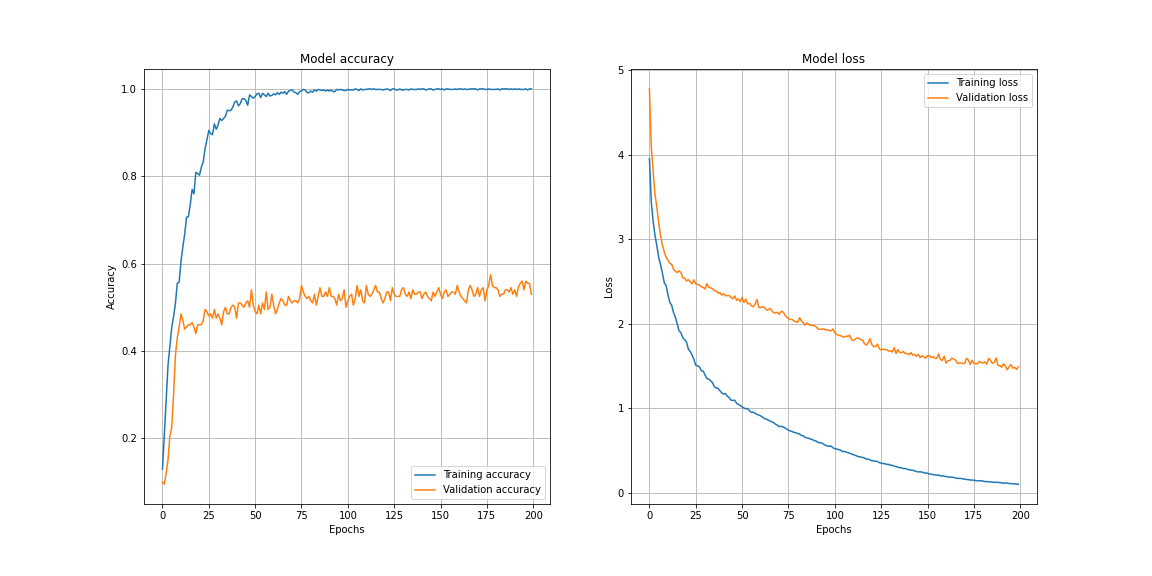 Model accuracy
1.0
0.8
0.6
0.4
0.2
Accuracy
0 25 50 75 100 125 150 175 200
Epochs
Training accuracy
Validation accuracy
Model loss
5
4
3
2
1
0
Loss
0 25 50 75 100 125 150 175 200
Epochs
Training loss
Validation loss